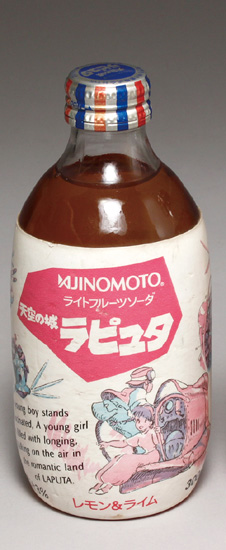 AJINOMOTO®
ライトフルーツソーダ
天空の城
ラピュタ
boy stands
A young girl
with longing,
on the air in
romantic land
of LAPUTA.
レモン&ライム